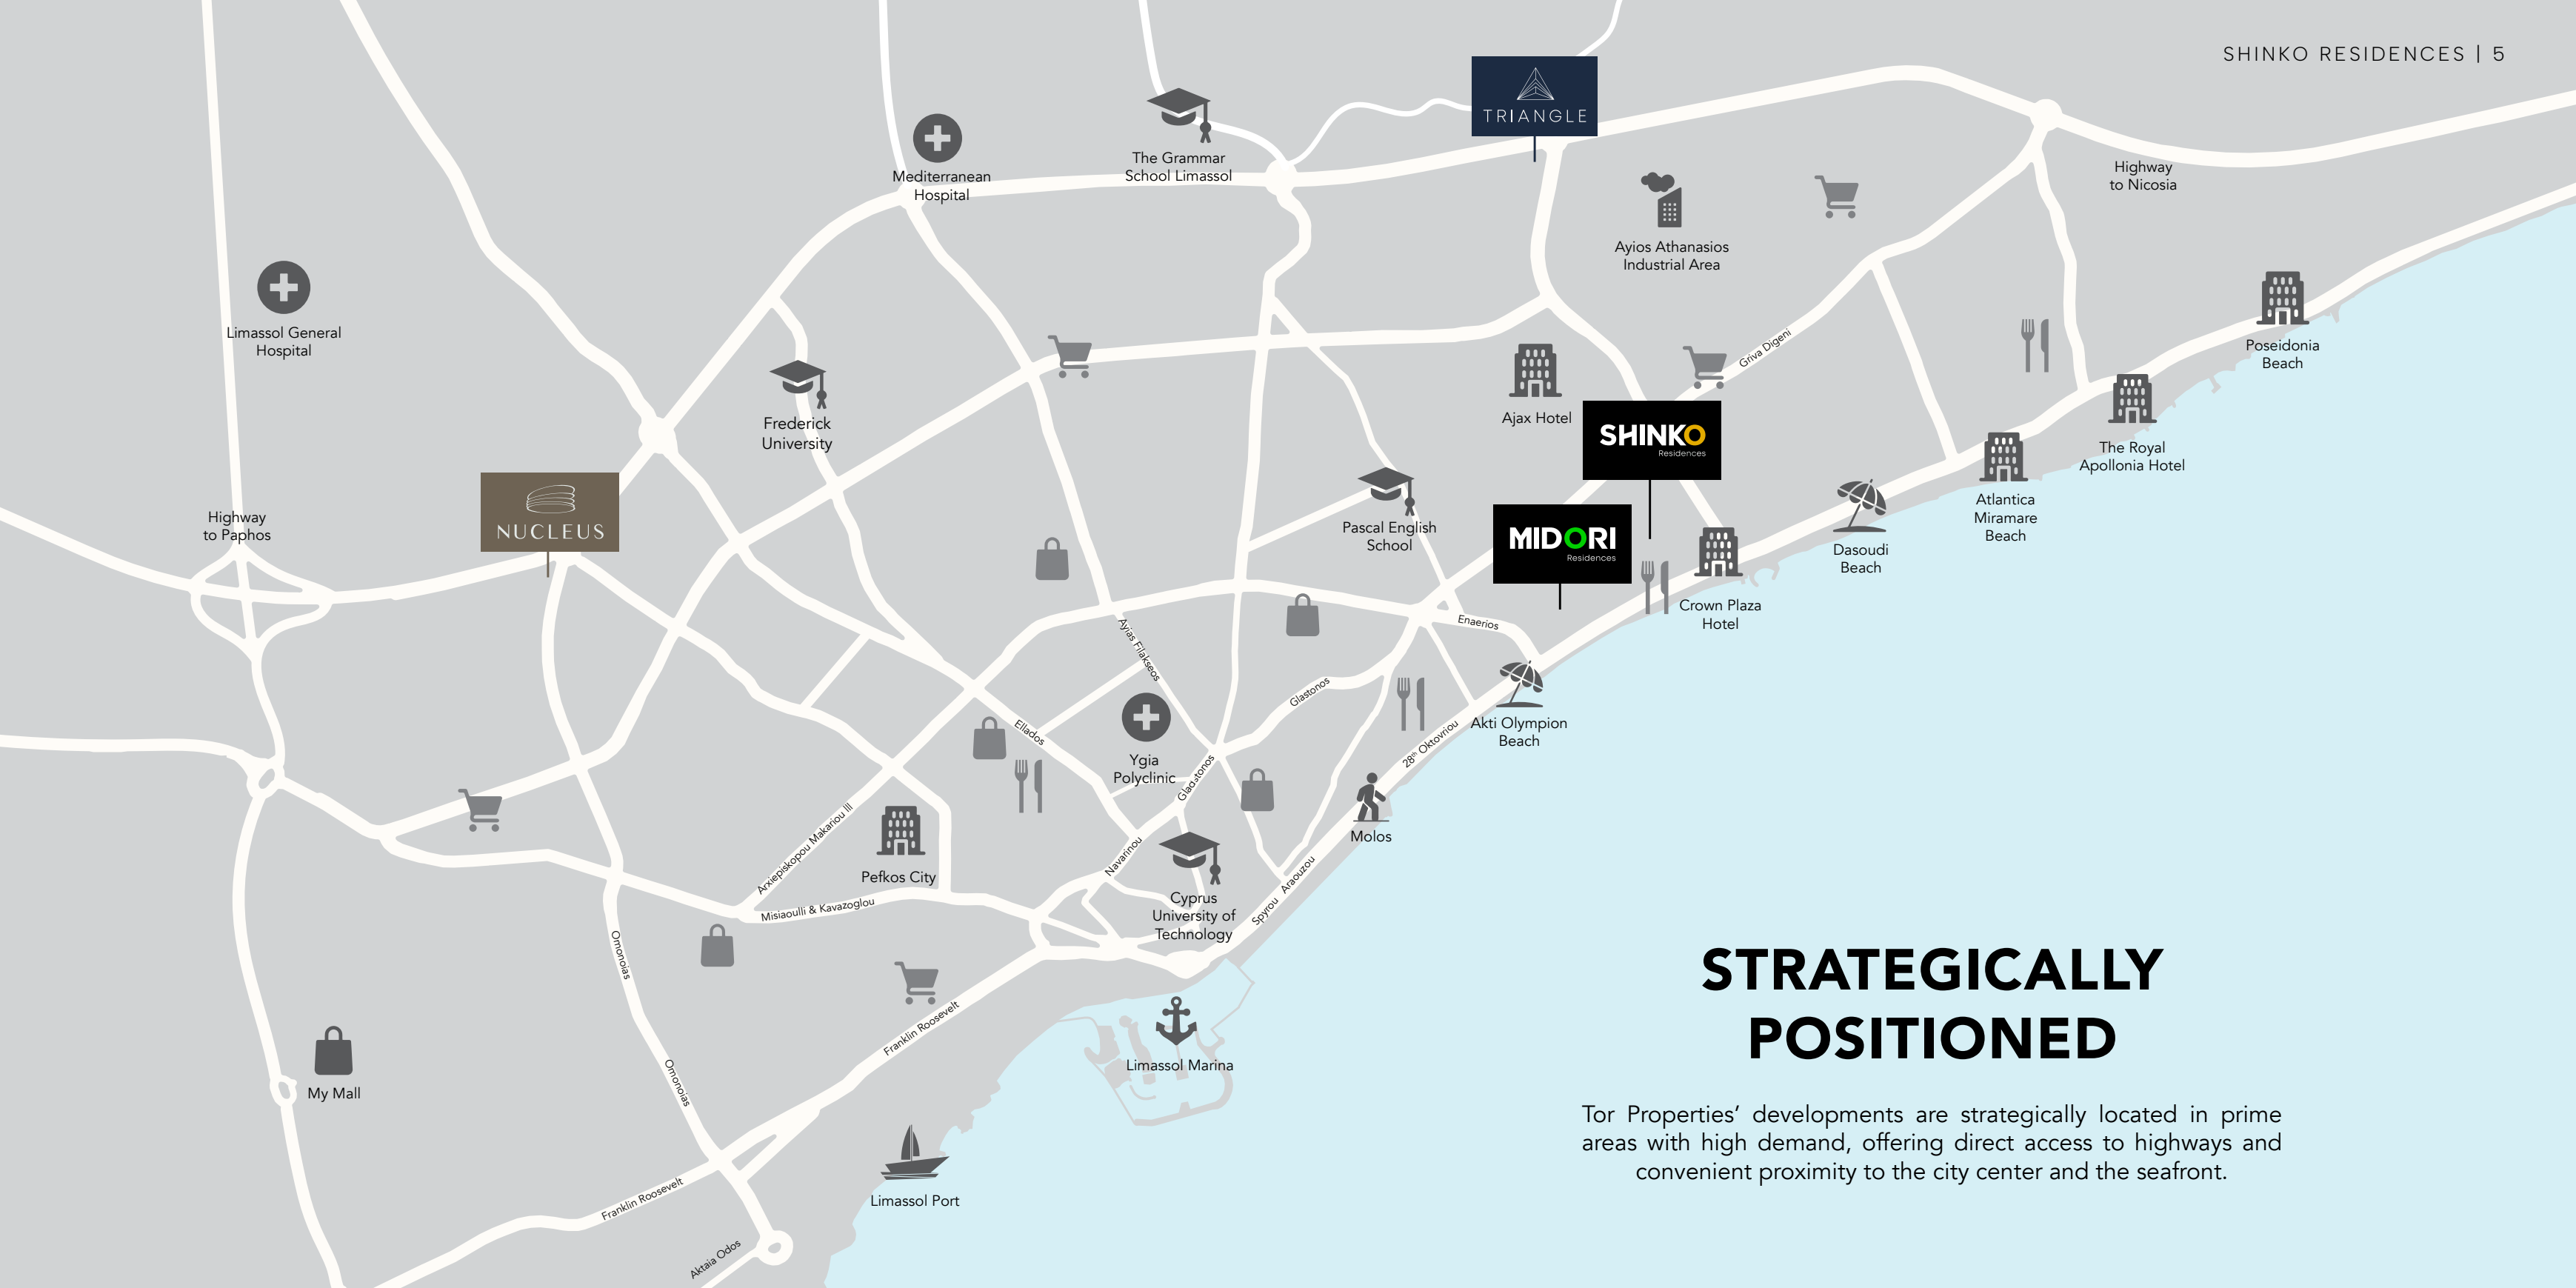 SHINKO RESIDENCES | 5
TRIANGLE
The Grammar
School Limassol
Mediterranean
Hospital
Highway
to Nicosia
Ayios Athanasios
Industrial Area
Limassol General
Hospital
Griva Digeni
Poseidonia
Beach
Frederick
University
Ajax Hotel
SHINKO
Residences
The Royal
Apollonia Hotel
Atlantica
Miramare
Beach
Highway
to Paphos
NUCLEUS
Pascal English
School
MIDORI
Residences
Dasoudi
Beach
Crown Plaza
Hotel
Enaerios
Ayias Filakseos
Glastonos
Ellados
28th Oktovriou
Akti Olympion
Beach
Ygia
Polyclinic
Gladstonos
Molos
Arxiepiskopou Makariou lll
Navarinou
Pefkos City
Misiaoulli & Kavazoglou
Cyprus
University of
Technology
Spyrou Araouzou
Omonoias
Franklin Roosevelt
Limassol Marina
My Mall
Omonoias
Limassol Port
Franklin Roosevelt
Aktaia Odos
STRATEGICALLY
POSITIONED
Tor Properties’ developments are strategically located in prime
areas with high demand, offering direct access to highways and
convenient proximity to the city center and the seafront.